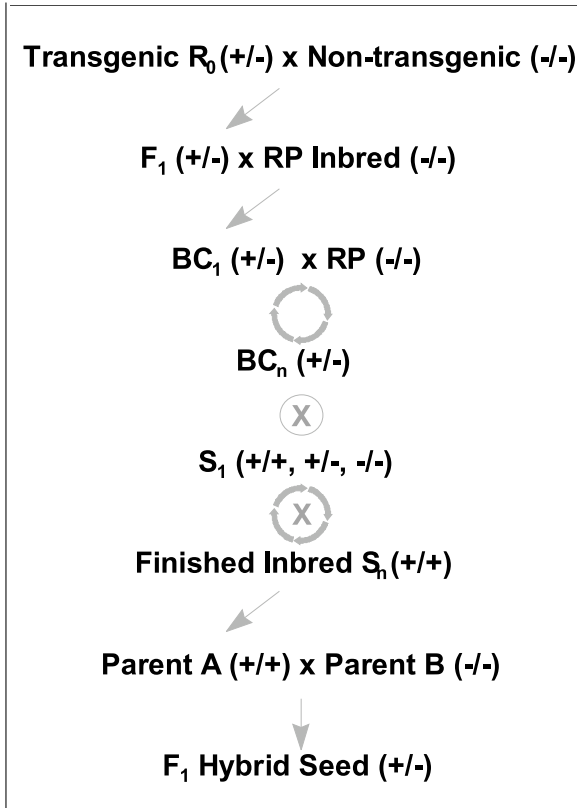 Transgenic R₀ (+/-) x Non-transgenic (-/-)
F₁ (+/-) x RP Inbred (-/-)
BC₁ (+/-) x RP (-/-)
BCₙ (+/-)
X
S₁ (+/+, +/-, -/-)
X
Finished Inbred Sₙ (+/+)
Parent A (+/+) x Parent B (-/-)
F₁ Hybrid Seed (+/-)